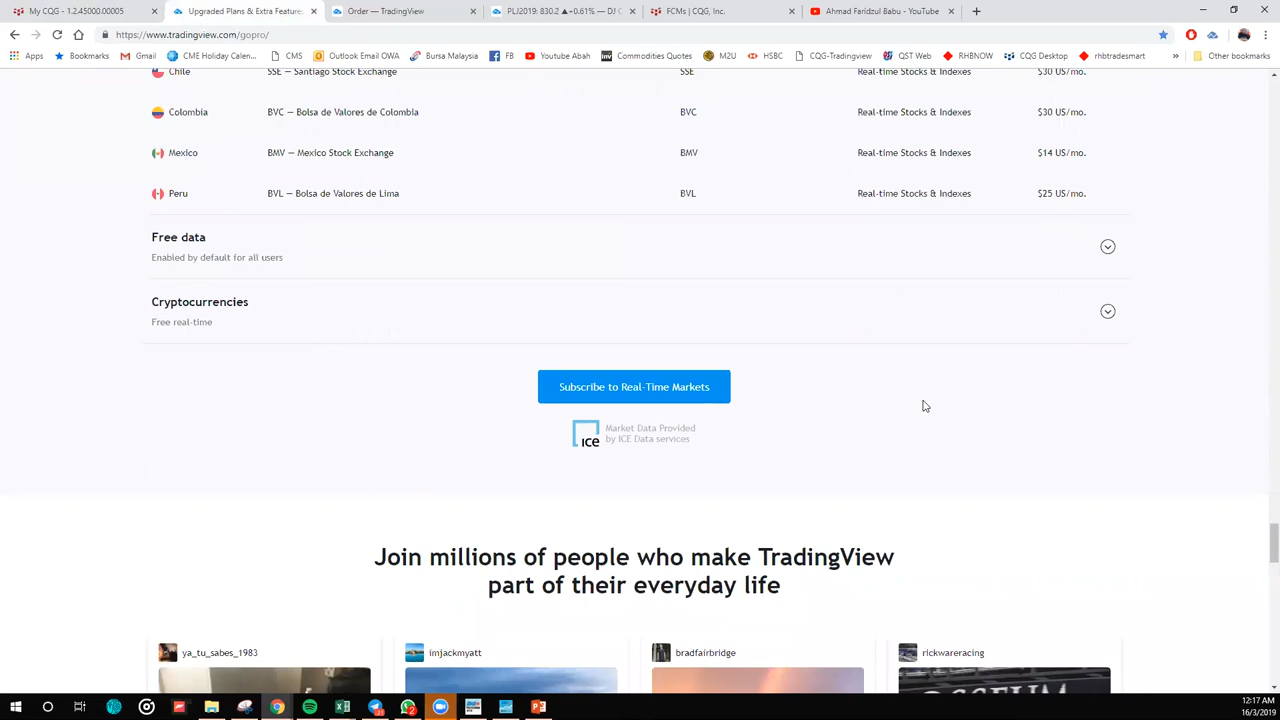 My CQG - 1.2.45000.00005
Upgraded Plans & Extra Feature
Order — TradingView
PLJ2019: 830.2 ▲+0.61% — DJ C
FCMs | CQG, Inc.
Ahmad Faridzul Babu - YouTube
https://www.tradingview.com/gopro/
Apps
Bookmarks
Gmail
CME Holiday Calen...
CMS
Outlook Email OWA
Bursa Malaysia
FB
Youtube Abah
Commodities Quotes
M2U
HSBC
CQG-Tradingview
QST Web
RHBNOW
CQG Desktop
rhbtradesmart
»
Other bookmarks
Chile SSE — Santiago Stock Exchange SSE Real-time Stocks & Indexes $30 US/mo.
Colombia BVC — Bolsa de Valores de Colombia BVC Real-time Stocks & Indexes $30 US/mo.
Mexico BMV — Mexico Stock Exchange BMV Real-time Stocks & Indexes $14 US/mo.
Peru BVL — Bolsa de Valores de Lima BVL Real-time Stocks & Indexes $25 US/mo.
Free data
Enabled by default for all users
Cryptocurrencies
Free real-time
Subscribe to Real-Time Markets
ice
Market Data Provided
by ICE Data services
Join millions of people who make TradingView
part of their everyday life
ya_tu_sabes_1983
imjackmyatt
bradfairbridge
rickwareracing
12:17 AM
16/3/2019